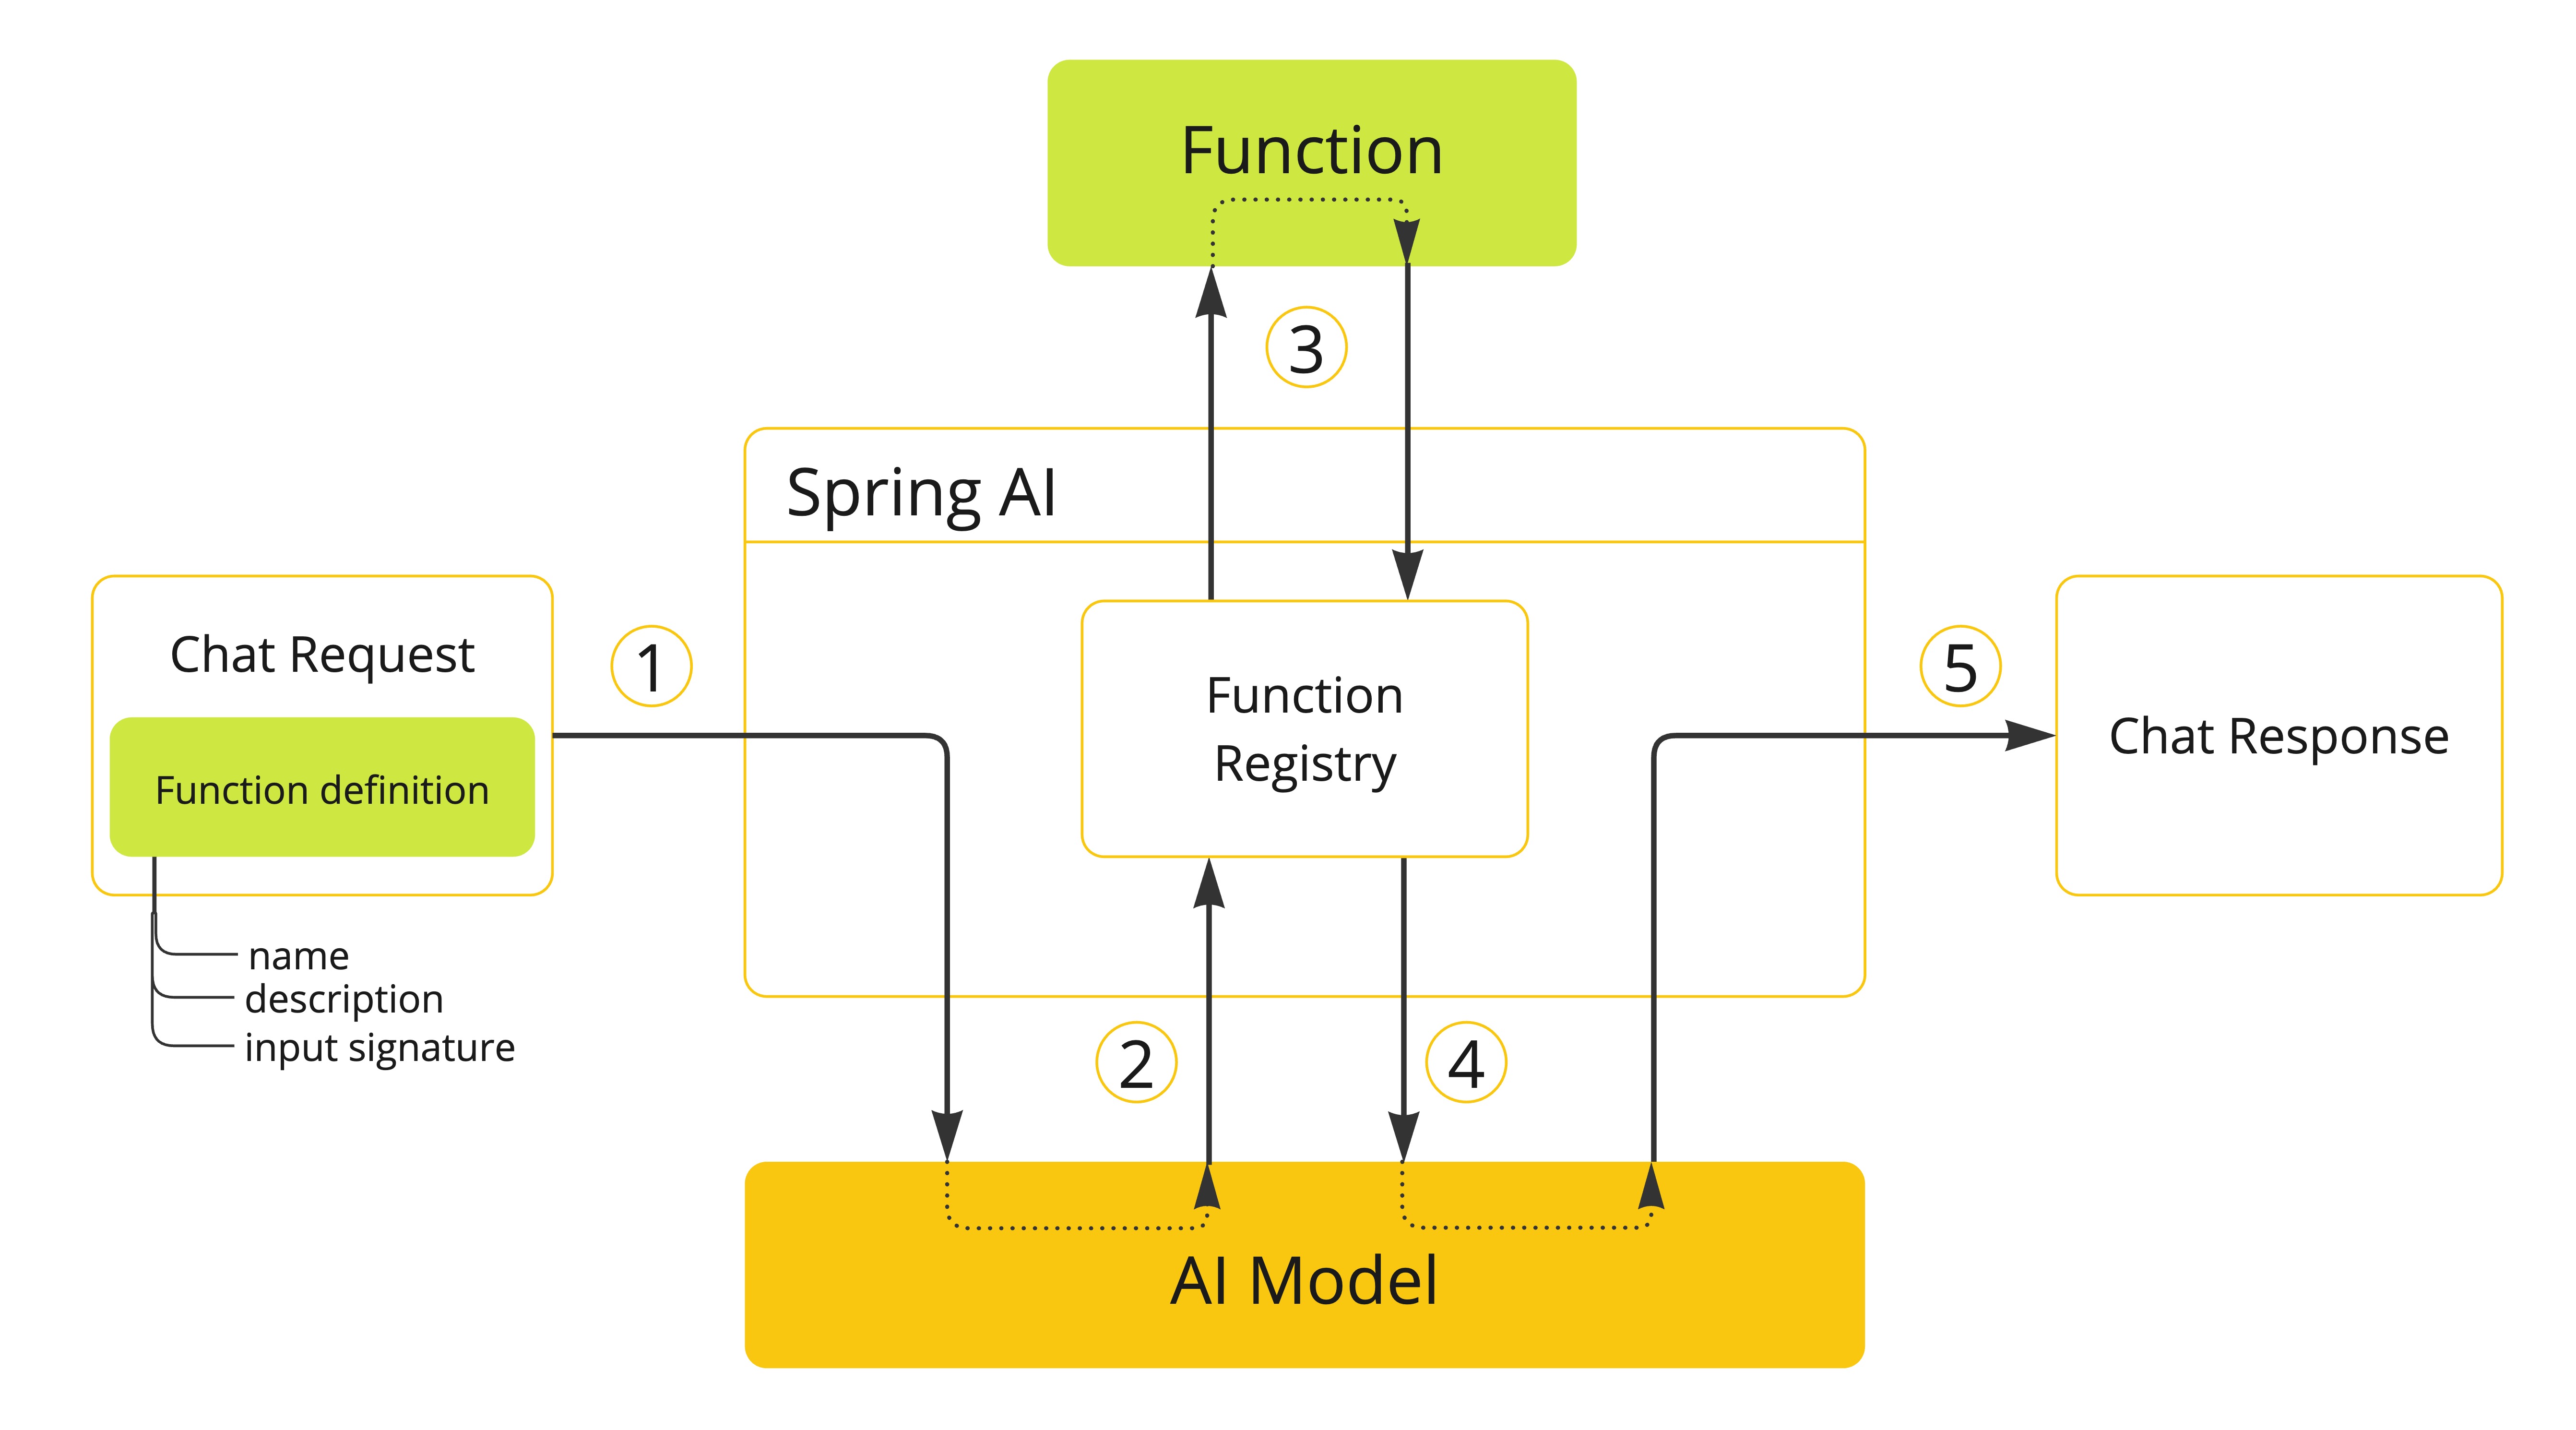 Function
3
Spring AI
Chat Request
1
Function definition
Function
Registry
5
Chat Response
name
description
input signature
2
4
AI Model